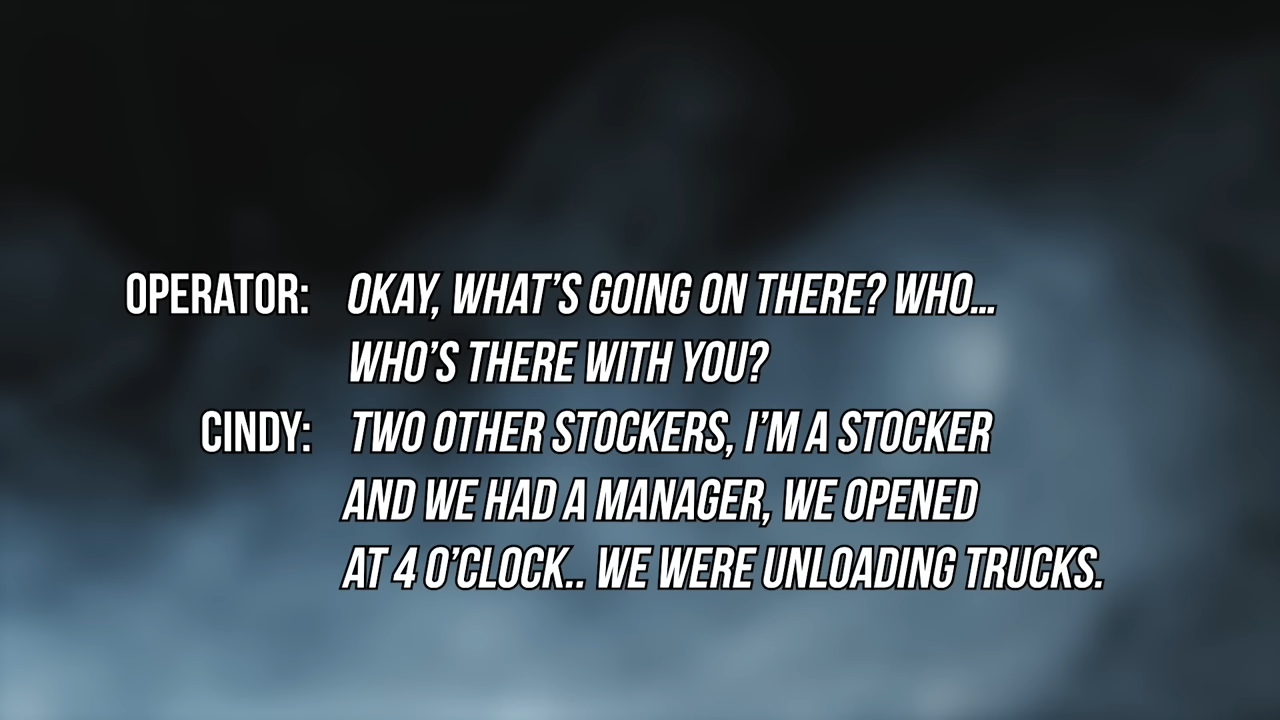 OPERATOR: OKAY, WHAT’S GOING ON THERE? WHO...
WHO’S THERE WITH YOU?
CINDY: TWO OTHER STOCKERS, I’M A STOCKER
AND WE HAD A MANAGER, WE OPENED
AT 4 O’CLOCK.. WE WERE UNLOADING TRUCKS.